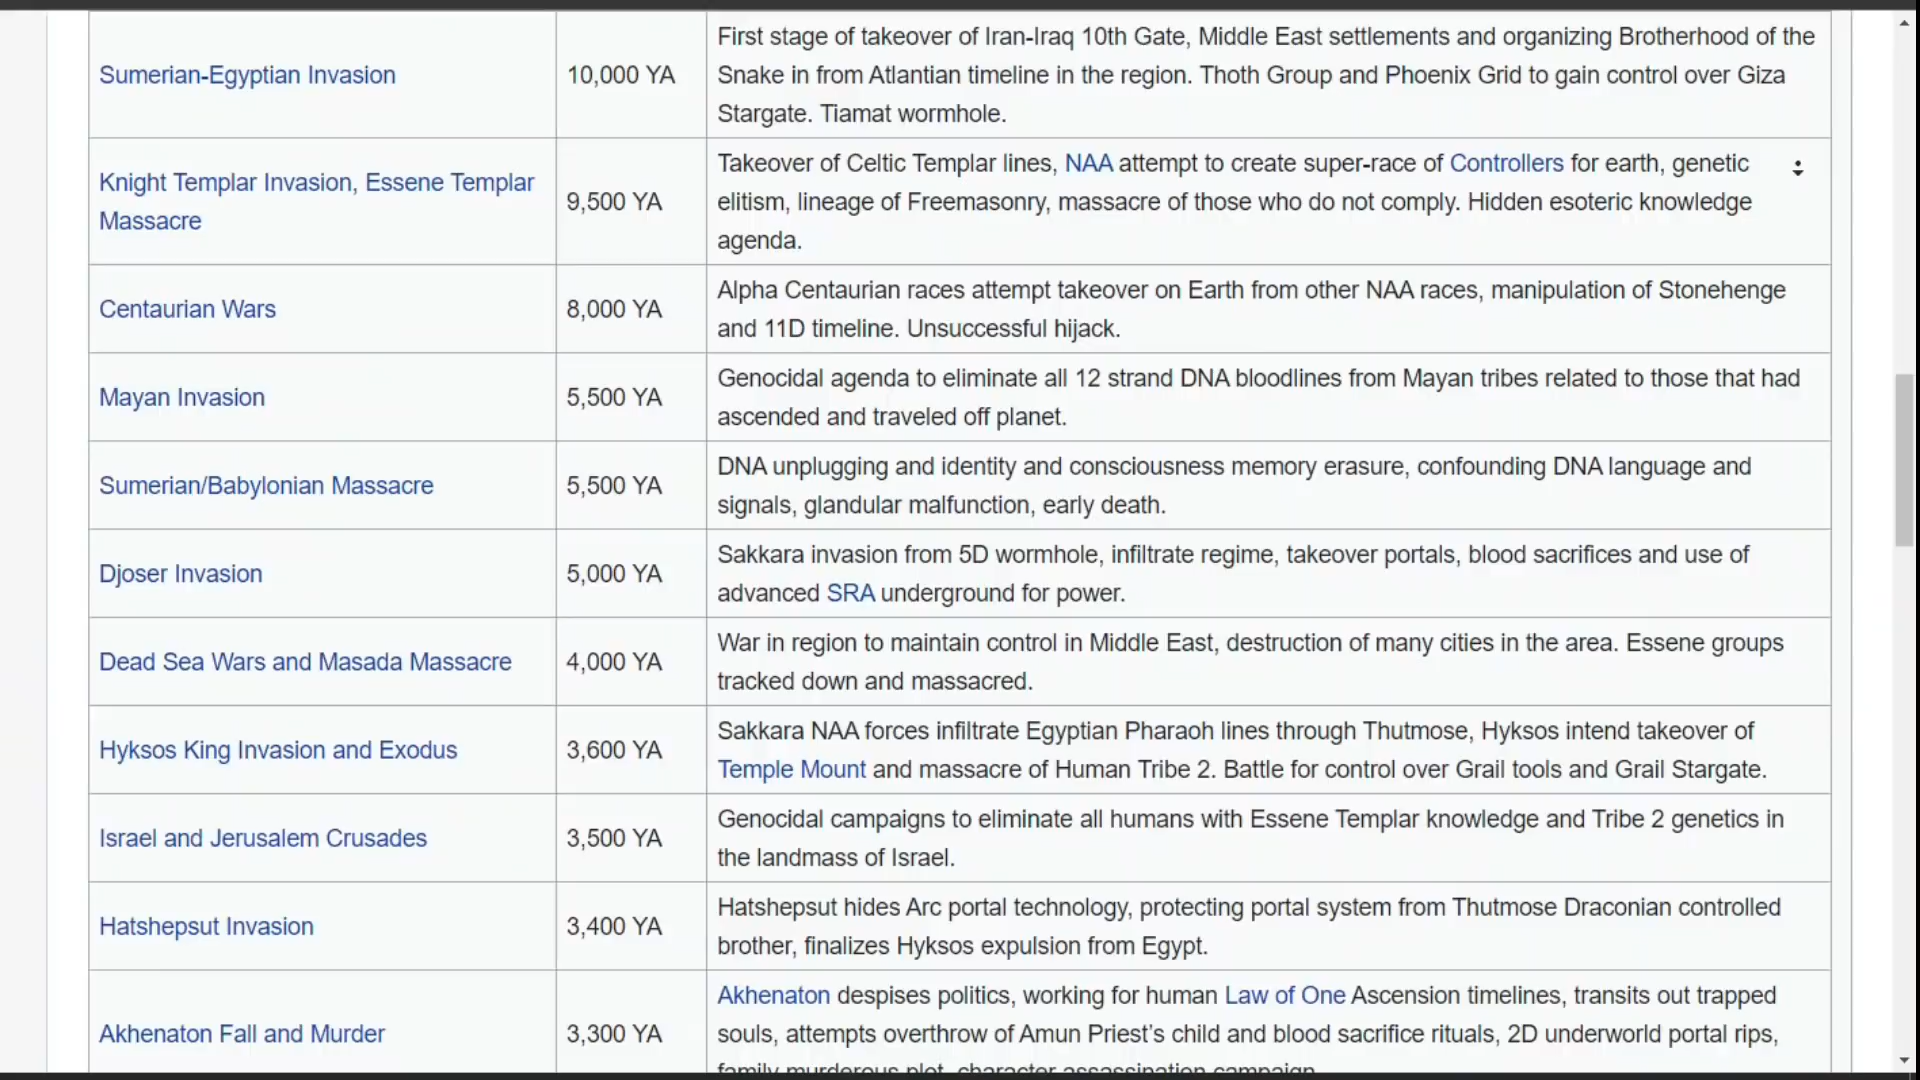 Sumerian-Egyptian Invasion
10,000 YA
First stage of takeover of Iran-Iraq 10th Gate, Middle East settlements and organizing Brotherhood of the
Snake in from Atlantian timeline in the region. Thoth Group and Phoenix Grid to gain control over Giza
Stargate. Tiamat wormhole.
Knight Templar Invasion, Essene Templar
Massacre
9,500 YA
Takeover of Celtic Templar lines, NAA attempt to create super-race of Controllers for earth, genetic
elitism, lineage of Freemasonry, massacre of those who do not comply. Hidden esoteric knowledge
agenda.
Centaurian Wars
8,000 YA
Alpha Centaurian races attempt takeover on Earth from other NAA races, manipulation of Stonehenge
and 11D timeline. Unsuccessful hijack.
Mayan Invasion
5,500 YA
Genocidal agenda to eliminate all 12 strand DNA bloodlines from Mayan tribes related to those that had
ascended and traveled off planet.
Sumerian/Babylonian Massacre
5,500 YA
DNA unplugging and identity and consciousness memory erasure, confounding DNA language and
signals, glandular malfunction, early death.
Djoser Invasion
5,000 YA
Sakkara invasion from 5D wormhole, infiltrate regime, takeover portals, blood sacrifices and use of
advanced SRA underground for power.
Dead Sea Wars and Masada Massacre
4,000 YA
War in region to maintain control in Middle East, destruction of many cities in the area. Essene groups
tracked down and massacred.
Hyksos King Invasion and Exodus
3,600 YA
Sakkara NAA forces infiltrate Egyptian Pharaoh lines through Thutmose, Hyksos intend takeover of
Temple Mount and massacre of Human Tribe 2. Battle for control over Grail tools and Grail Stargate.
Israel and Jerusalem Crusades
3,500 YA
Genocidal campaigns to eliminate all humans with Essene Templar knowledge and Tribe 2 genetics in
the landmass of Israel.
Hatshepsut Invasion
3,400 YA
Hatshepsut hides Arc portal technology, protecting portal system from Thutmose Draconian controlled
brother, finalizes Hyksos expulsion from Egypt.
Akhenaton Fall and Murder
3,300 YA
Akhenaton despises politics, working for human Law of One Ascension timelines, transits out trapped
souls, attempts overthrow of Amun Priest's child and blood sacrifice rituals, 2D underworld portal rips,
family murderous plot, character assassination campaign.